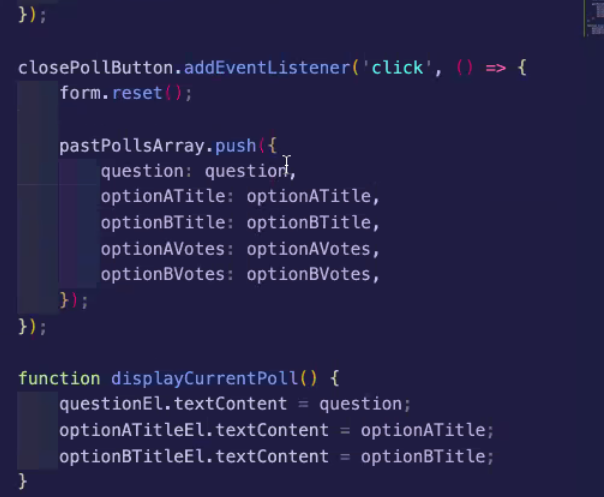 });
closePollButton.addEventListener('click', () => {
form.reset();
pastPollsArray.push({
question: question,
optionATitle: optionATitle,
optionBTitle: optionBTitle,
optionAVotes: optionAVotes,
optionBVotes: optionBVotes,
});
});
function displayCurrentPoll() {
questionEl.textContent = question;
optionATitleEl.textContent = optionATitle;
optionBTitleEl.textContent = optionBTitle;
}